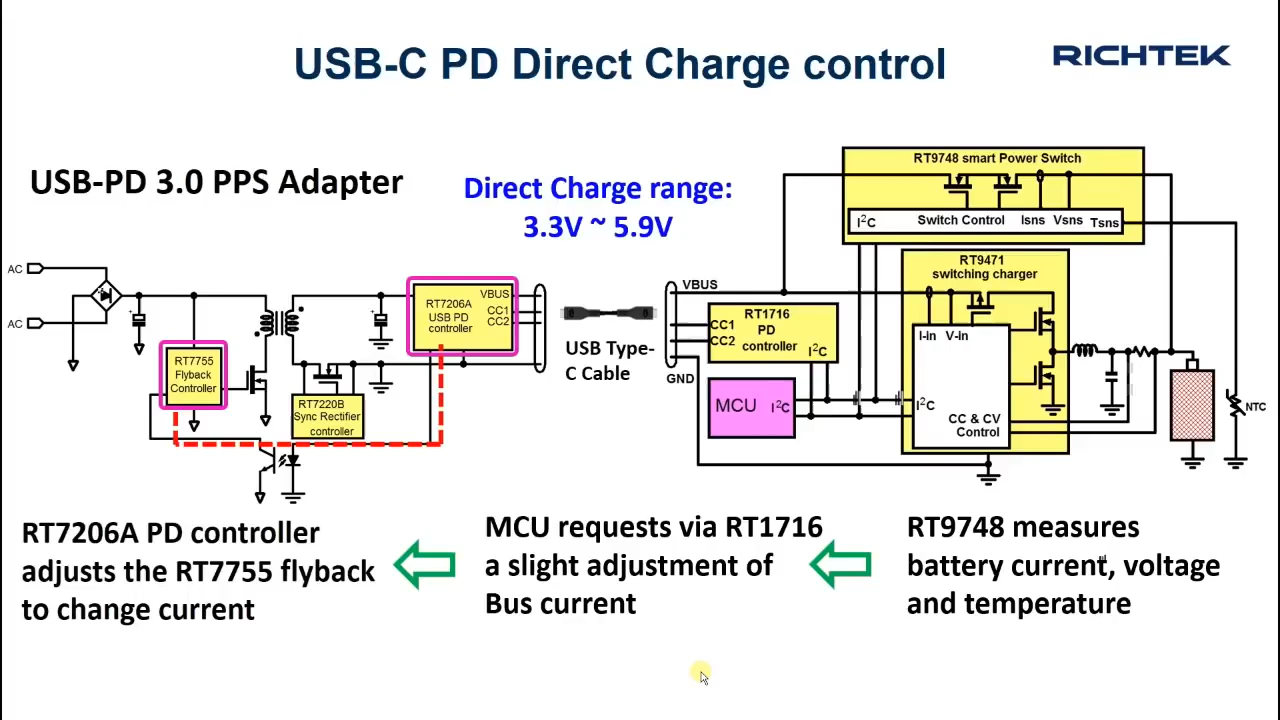 USB-C PD Direct Charge control
RICHTEK
USB-PD 3.0 PPS Adapter
Direct Charge range:
3.3V ~ 5.9V
RT9748 smart Power Switch
I²C Switch Control Isns Vsns Tsns
RT9471
switching charger
AC
AC
RT7755
Flyback
Controller
RT7206A
USB PD
controller
VBUS
CC1
CC2
RT7220B
Sync Rectifier
controller
USB Type-
C Cable
VBUS
GND
RT1716
PD
controller
CC1
CC2
I²C
MCU I²C
I-In V-in
I²C
CC & CV
Control
NTC
RT7206A PD controller
adjusts the RT7755 flyback
to change current
MCU requests via RT1716
a slight adjustment of
Bus current
RT9748 measures
battery current, voltage
and temperature